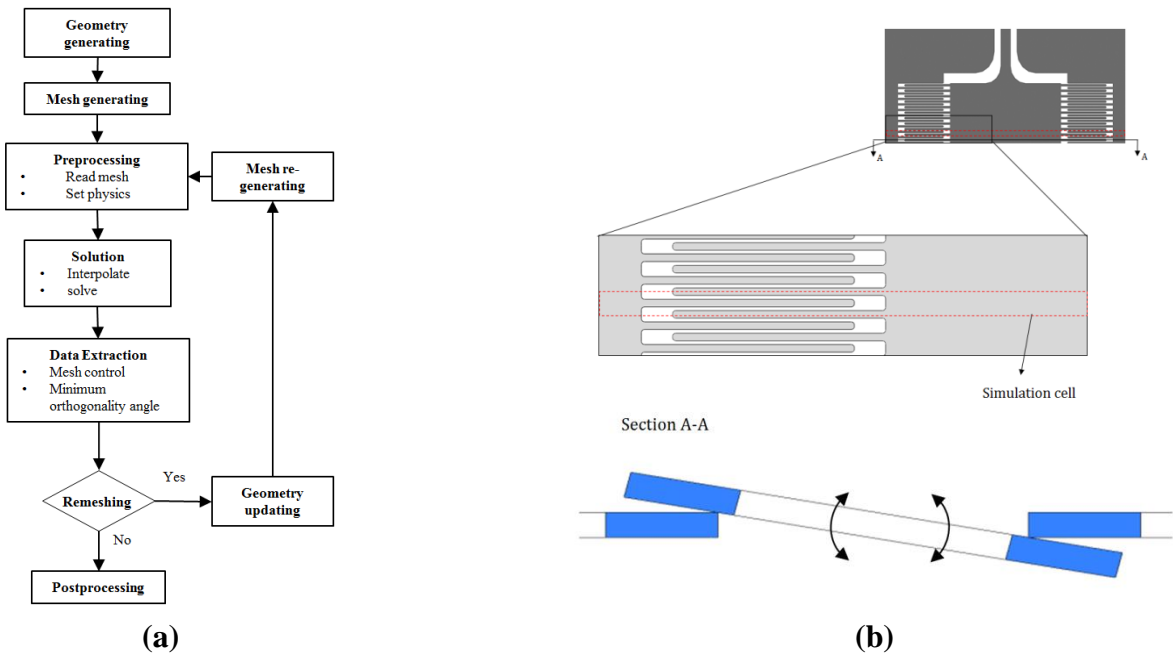 Geometry
generating
Mesh generating
Preprocessing
• Read mesh
• Set physics
Mesh re-
generating
Solution
• Interpolate
• solve
Data Extraction
• Mesh control
• Minimum
orthogonality angle
Remeshing
Yes
No
Geometry
updating
Postprocessing
(a)
A
A
Simulation cell
Section A-A
(b)